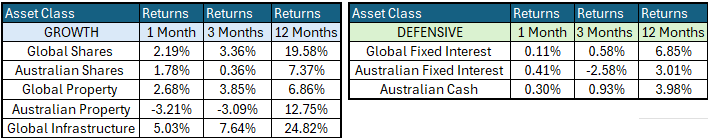 Asset Class Returns Returns Returns
GROWTH 1 Month 3 Months 12 Months
Global Shares 2.19% 3.36% 19.58%
Australian Shares 1.78% 0.36% 7.37%
Global Property 2.68% 3.85% 6.86%
Australian Property -3.21% -3.09% 12.75%
Global Infrastructure 5.03% 7.64% 24.82%
Asset Class Returns Returns Returns
DEFENSIVE 1 Month 3 Months 12 Months
Global Fixed Interest 0.11% 0.58% 6.85%
Australian Fixed Interest 0.41% -2.58% 3.01%
Australian Cash 0.30% 0.93% 3.98%